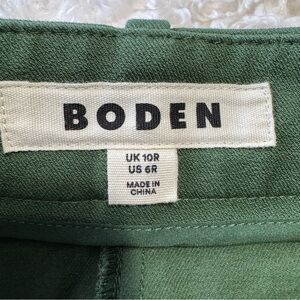 BODEN
UK 10R
US 6R
MADE IN
CHINA